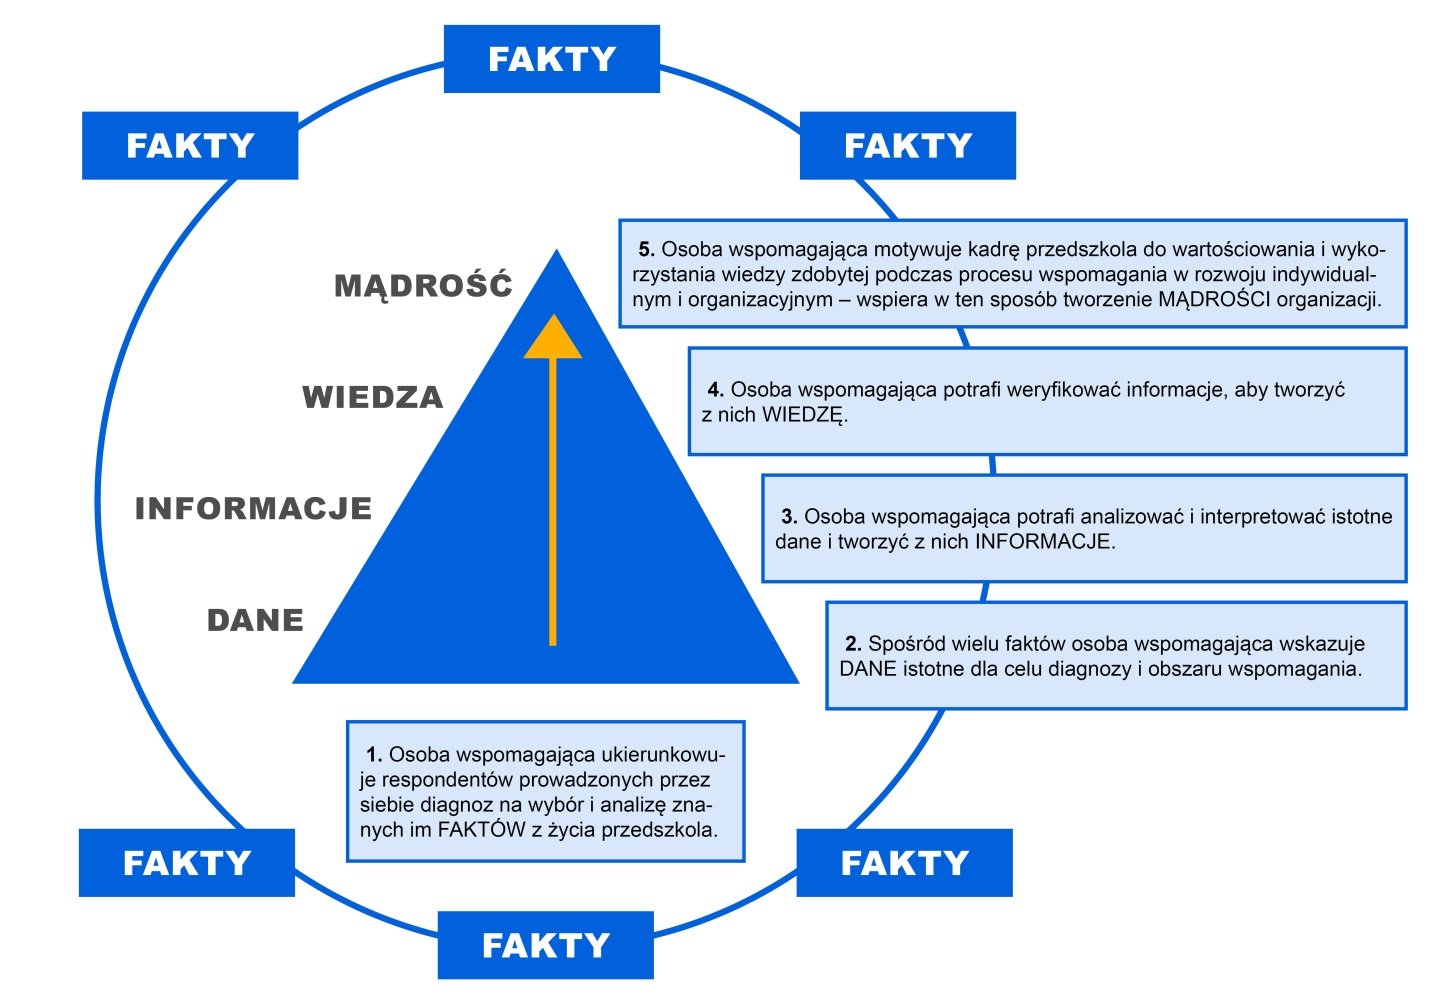 FAKTY
FAKTY
FAKTY
MĄDROŚĆ
WIEDZA
INFORMACJE
DANE
5. Osoba wspomagająca motywuje kadrę przedszkola do wartościowania i wyko-
rzystania wiedzy zdobytej podczas procesu wspomagania w rozwoju indywidual-
nym i organizacyjnym – wspiera w ten sposób tworzenie MĄDROŚCI organizacji.
4. Osoba wspomagająca potrafi weryfikować informacje, aby tworzyć
z nich WIEDZĘ.
3. Osoba wspomagająca potrafi analizować i interpretować istotne
dane i tworzyć z nich INFORMACJE.
2. Spośród wielu faktów osoba wspomagająca wskazuje
DANE istotne dla celu diagnozy i obszaru wspomagania.
1. Osoba wspomagająca ukierunkowu-
je respondentów prowadzonych przez
siebie diagnoz na wybór i analizę zna-
nych im FAKTÓW z życia przedszkola.
FAKTY
FAKTY
FAKTY